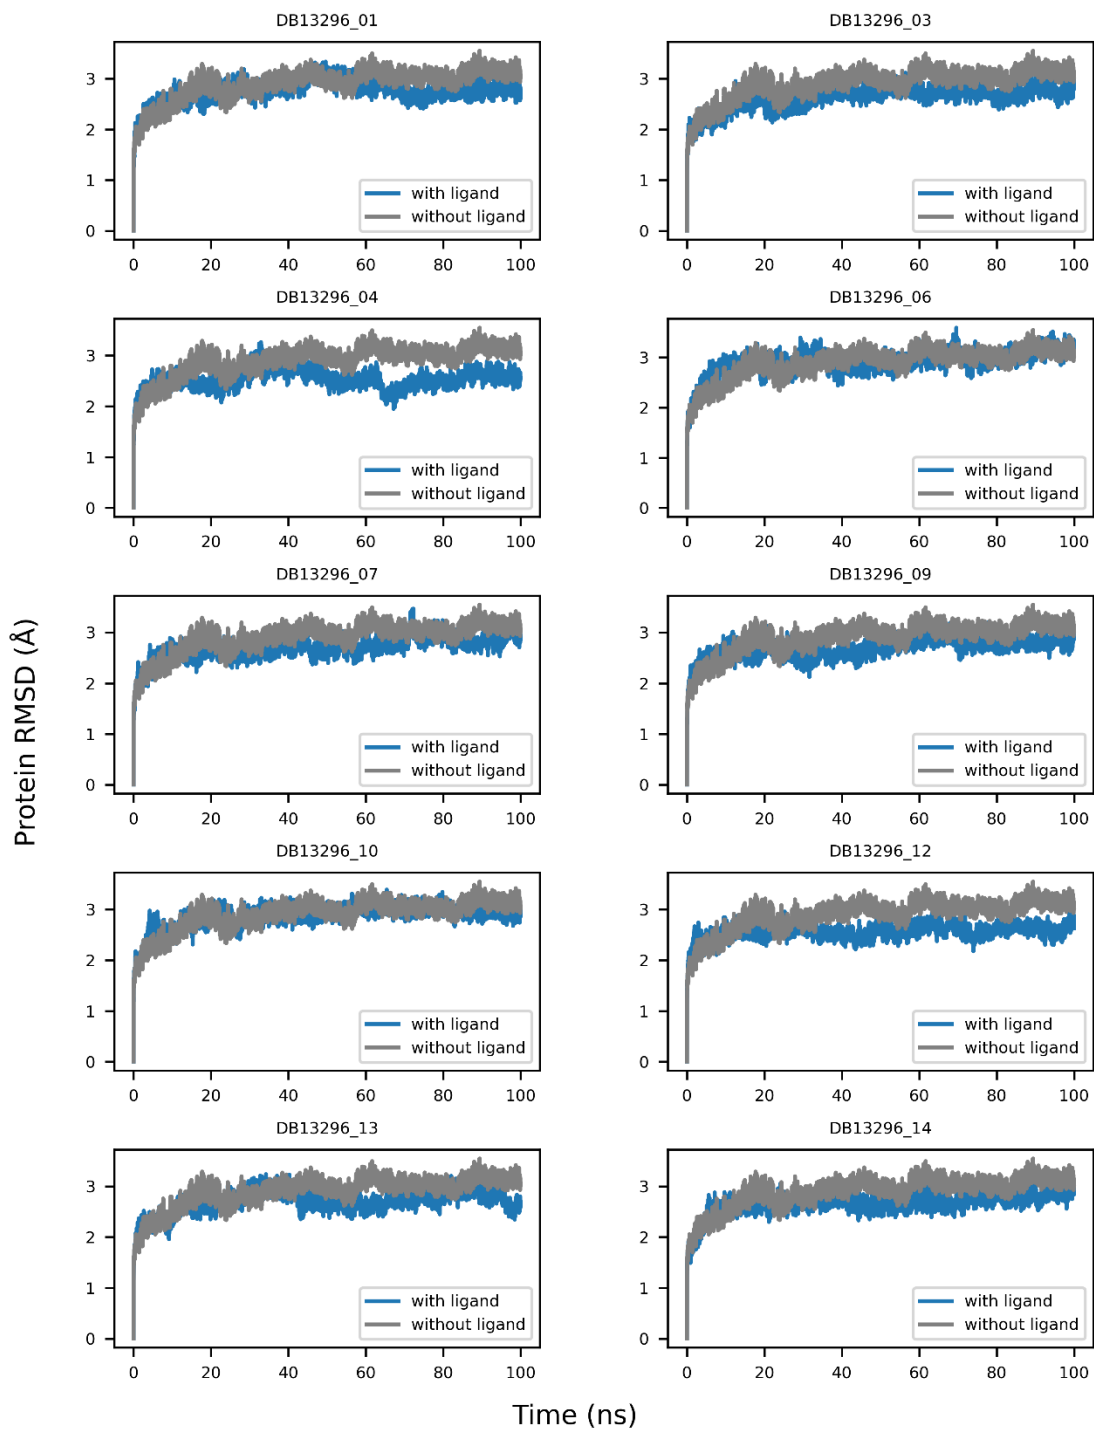 DB13296_01
DB13296_03
3
2
1
0
with ligand
without ligand
0 20 40 60 80 100
3
2
1
0
with ligand
without ligand
0 20 40 60 80 100
DB13296_04
DB13296_06
3
2
1
0
with ligand
without ligand
0 20 40 60 80 100
3
2
1
0
with ligand
without ligand
0 20 40 60 80 100
DB13296_07
DB13296_09
3
2
1
0
with ligand
without ligand
0 20 40 60 80 100
3
2
1
0
with ligand
without ligand
0 20 40 60 80 100
DB13296_10
DB13296_12
3
2
1
0
with ligand
without ligand
0 20 40 60 80 100
3
2
1
0
with ligand
without ligand
0 20 40 60 80 100
DB13296_13
DB13296_14
3
2
1
0
with ligand
without ligand
0 20 40 60 80 100
3
2
1
0
with ligand
without ligand
0 20 40 60 80 100
Protein RMSD (Å)
Time (ns)